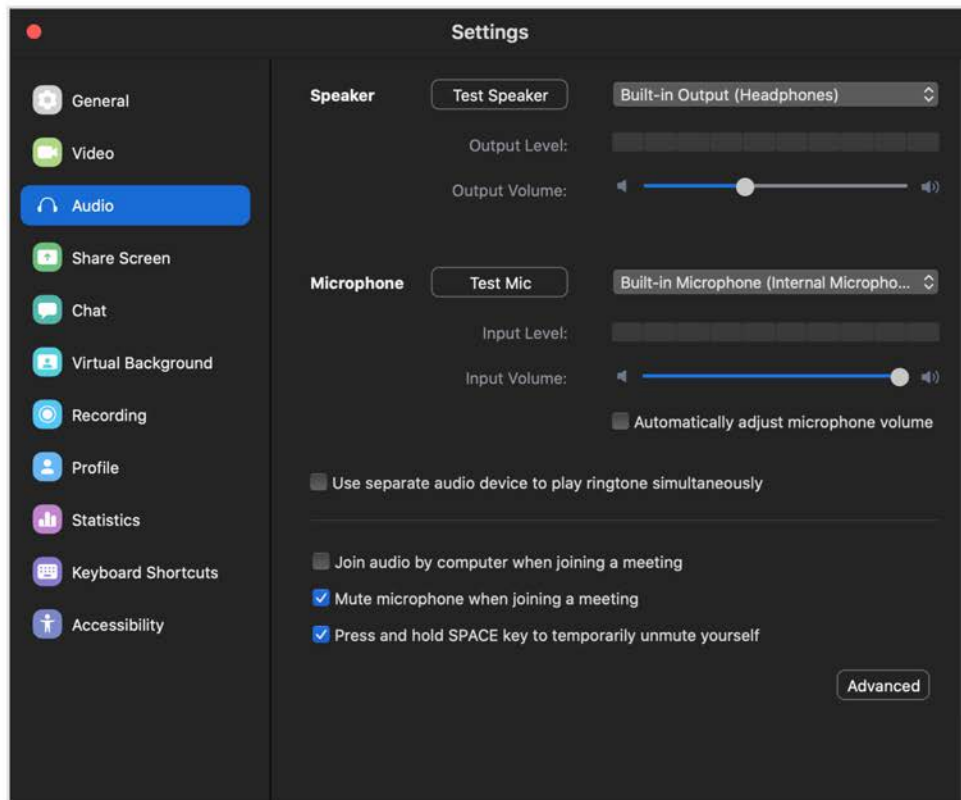 Settings
General
Video
Audio
Share Screen
Chat
Virtual Background
Recording
Profile
Statistics
Keyboard Shortcuts
Accessibility
Speaker
Test Speaker
Built-in Output (Headphones)
Output Level:
Output Volume:
Microphone
Test Mic
Built-in Microphone (Internal Micropho...
Input Level:
Input Volume:
Automatically adjust microphone volume
Use separate audio device to play ringtone simultaneously
Join audio by computer when joining a meeting
Mute microphone when joining a meeting
Press and hold SPACE key to temporarily unmute yourself
Advanced